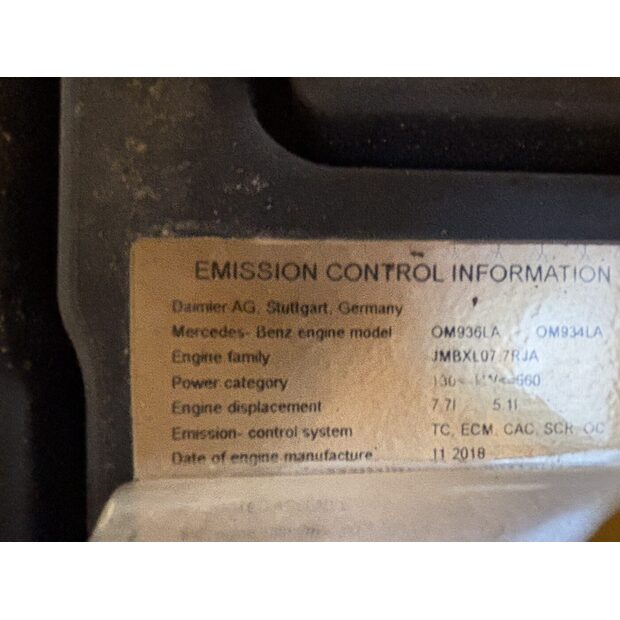 EMISSION CONTROL INFORMATION
Daimler AG, Stuttgart, Germany
Mercedes- Benz engine model OM936LA - OM934LA
Engine family JMBXL07.7RJA
Power category 130< 560
Engine displacement 7.7l 5.1l
Emission- control system TC, ECM, CAC, SCR, OC
Date of engine manufacture 11 2018